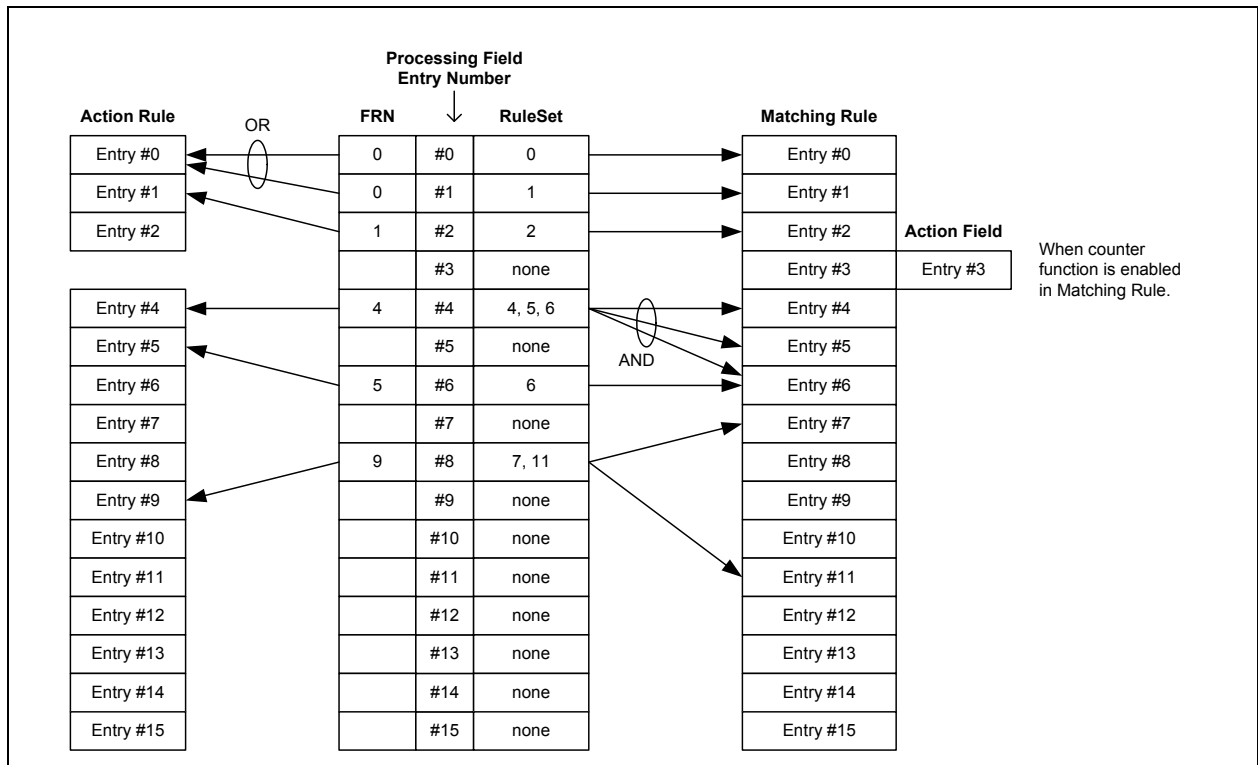 Processing Field
Entry Number
Action Rule
OR
FRN
RuleSet
Matching Rule
Entry #0 0 #0 0 Entry #0
Entry #1 0 #1 1 Entry #1
Entry #2 1 #2 2 Entry #2 Action Field
#3 none Entry #3 Entry #3
When counter
function is enabled
in Matching Rule.
Entry #4 4 #4 4, 5, 6 Entry #4
Entry #5 #5 none AND Entry #5
Entry #6 5 #6 6 Entry #6
Entry #7 #7 none Entry #7
Entry #8 9 #8 7, 11 Entry #8
Entry #9 #9 none Entry #9
Entry #10 #10 none Entry #10
Entry #11 #11 none Entry #11
Entry #12 #12 none Entry #12
Entry #13 #13 none Entry #13
Entry #14 #14 none Entry #14
Entry #15 #15 none Entry #15